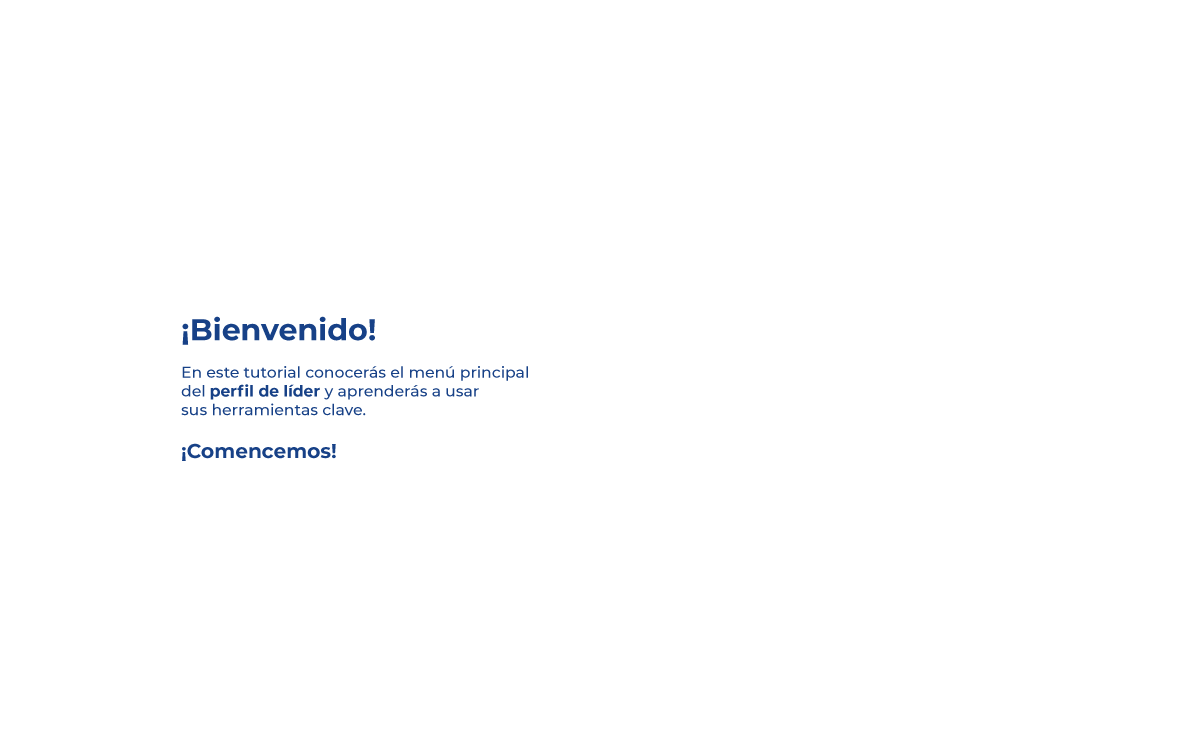 ¡Bienvenido!
En este tutorial conocerás el menú principal
del perfil de líder y aprenderás a usar
sus herramientas clave.
¡Comencemos!